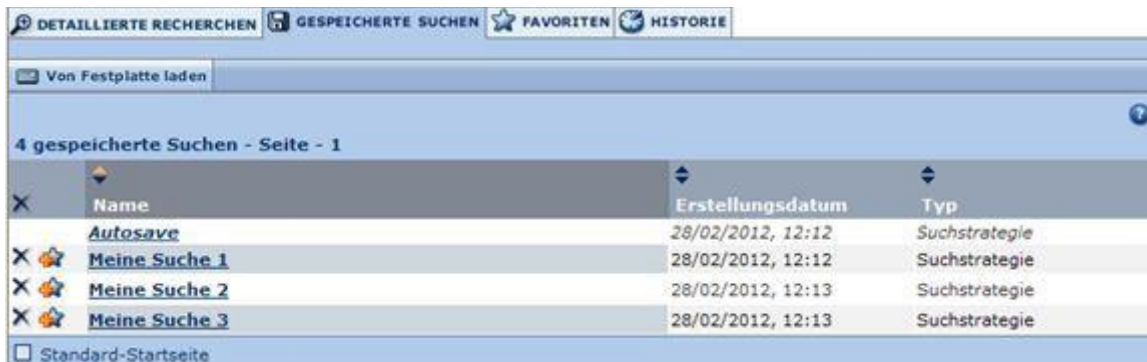 DETAILLIERTE RECHERCHEN GESPEICHERTE SUCHEN FAVORITEN HISTORIE
Von Festplatte laden
4 gespeicherte Suchen - Seite - 1
Name Erstellungsdatum Typ
Autosave 28/02/2012, 12:12 Suchstrategie
Meine Suche 1 28/02/2012, 12:12 Suchstrategie
Meine Suche 2 28/02/2012, 12:13 Suchstrategie
Meine Suche 3 28/02/2012, 12:13 Suchstrategie
Standard-Startseite